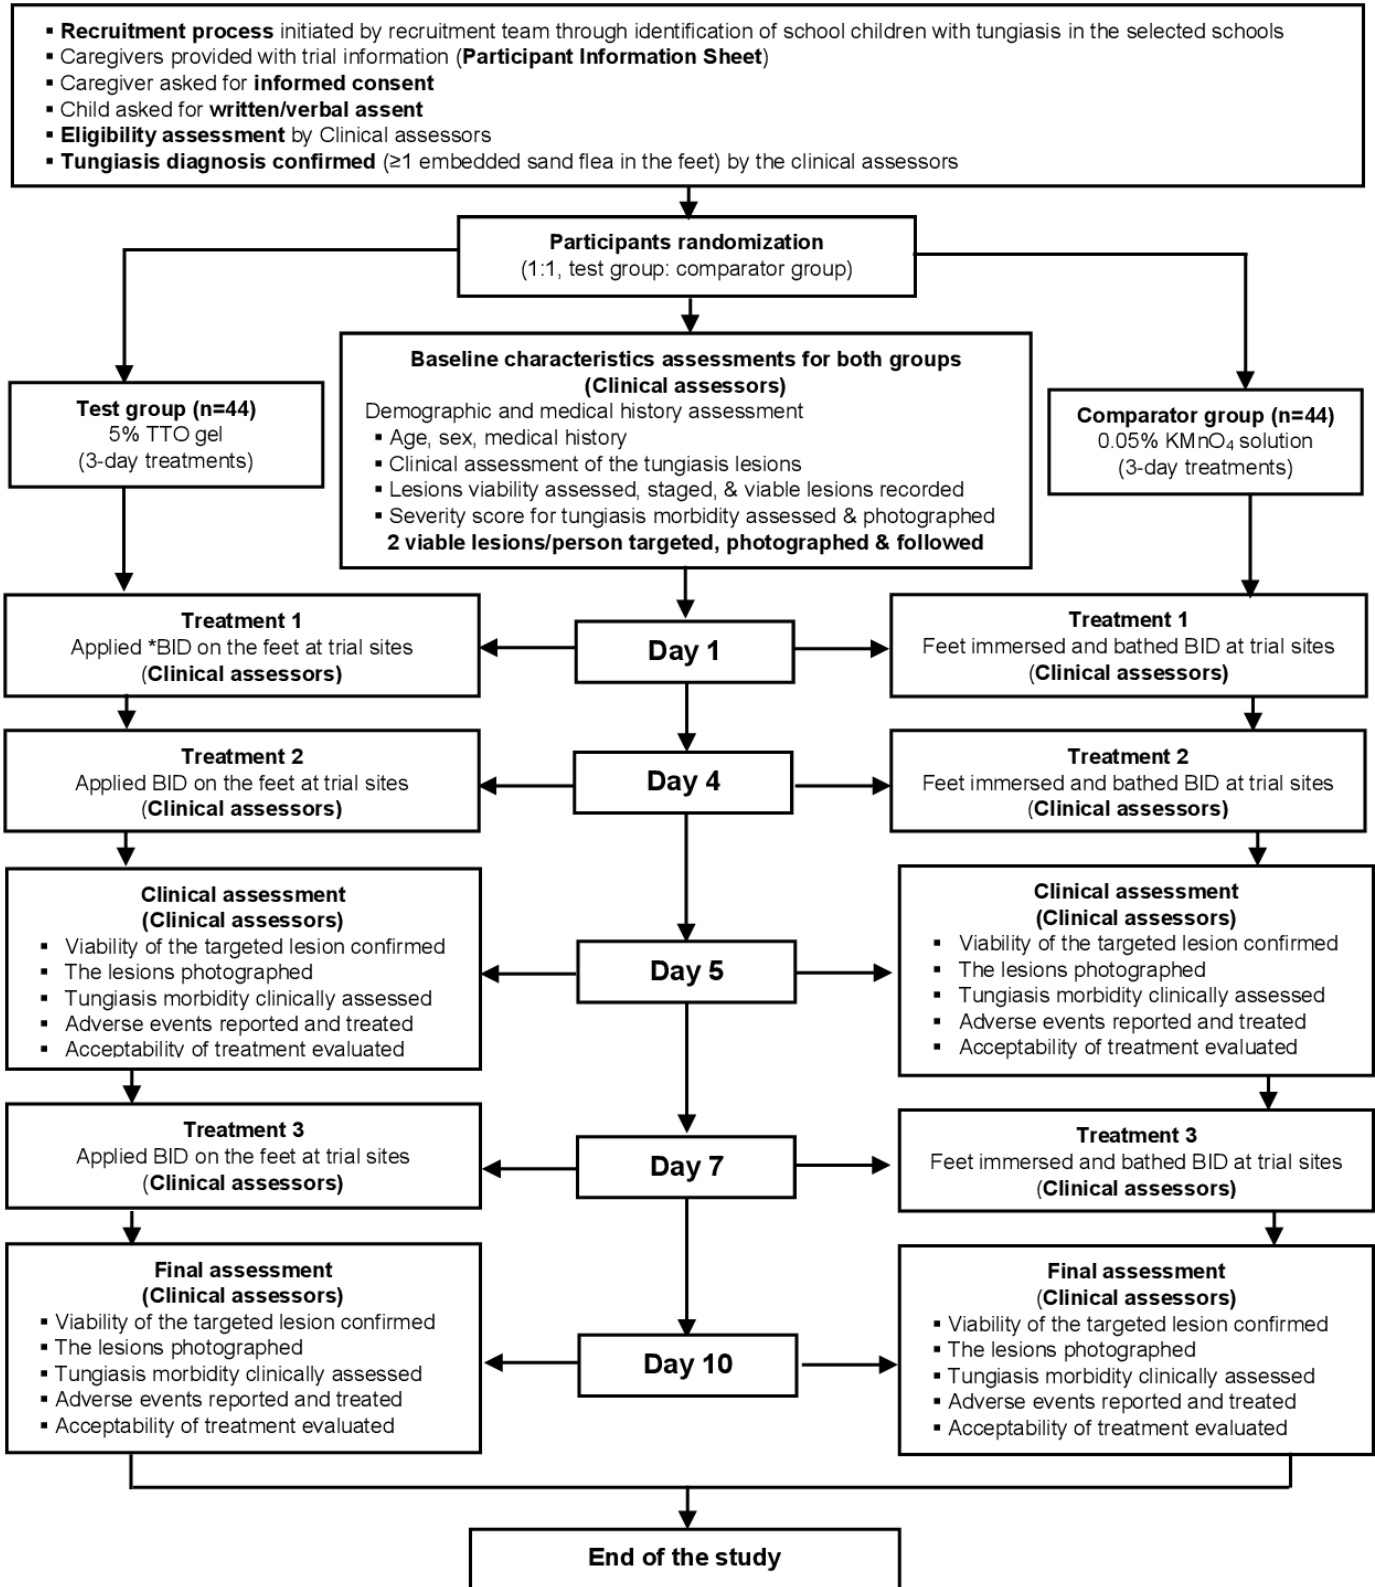 ▪ Recruitment process initiated by recruitment team through identification of school children with tungiasis in the selected schools
▪ Caregivers provided with trial information (Participant Information Sheet)
▪ Caregiver asked for informed consent
▪ Child asked for written/verbal assent
▪ Eligibility assessment by Clinical assessors
▪ Tungiasis diagnosis confirmed (≥1 embedded sand flea in the feet) by the clinical assessors
Participants randomization
(1:1, test group: comparator group)
Baseline characteristics assessments for both groups
(Clinical assessors)
Demographic and medical history assessment
▪ Age, sex, medical history
▪ Clinical assessment of the tungiasis lesions
▪ Lesions viability assessed, staged, & viable lesions recorded
▪ Severity score for tungiasis morbidity assessed & photographed
2 viable lesions/person targeted, photographed & followed
Test group (n=44)
5% TTO gel
(3-day treatments)
Comparator group (n=44)
0.05% KMnO₄ solution
(3-day treatments)
Treatment 1
Applied *BID on the feet at trial sites
(Clinical assessors)
Day 1
Treatment 1
Feet immersed and bathed BID at trial sites
(Clinical assessors)
Treatment 2
Applied BID on the feet at trial sites
(Clinical assessors)
Day 4
Treatment 2
Feet immersed and bathed BID at trial sites
(Clinical assessors)
Clinical assessment
(Clinical assessors)
▪ Viability of the targeted lesion confirmed
▪ The lesions photographed
▪ Tungiasis morbidity clinically assessed
▪ Adverse events reported and treated
▪ Acceptability of treatment evaluated
Day 5
Clinical assessment
(Clinical assessors)
▪ Viability of the targeted lesion confirmed
▪ The lesions photographed
▪ Tungiasis morbidity clinically assessed
▪ Adverse events reported and treated
▪ Acceptability of treatment evaluated
Treatment 3
Applied BID on the feet at trial sites
(Clinical assessors)
Day 7
Treatment 3
Feet immersed and bathed BID at trial sites
(Clinical assessors)
Final assessment
(Clinical assessors)
▪ Viability of the targeted lesion confirmed
▪ The lesions photographed
▪ Tungiasis morbidity clinically assessed
▪ Adverse events reported and treated
▪ Acceptability of treatment evaluated
Day 10
Final assessment
(Clinical assessors)
▪ Viability of the targeted lesion confirmed
▪ The lesions photographed
▪ Tungiasis morbidity clinically assessed
▪ Adverse events reported and treated
▪ Acceptability of treatment evaluated
End of the study